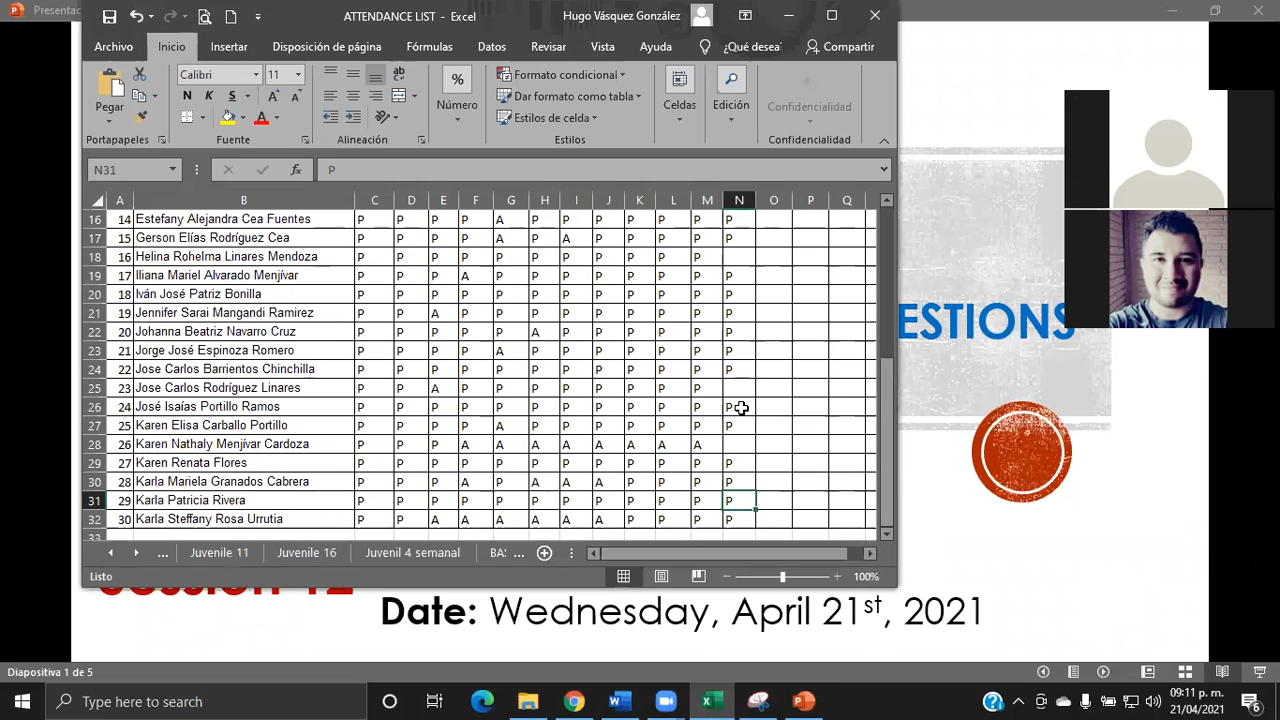 Presentac
ATTENDANCE LIST - Excel
Hugo Vásquez González
Archivo Inicio Insertar Disposición de página Fórmulas Datos Revisar Vista Ayuda ¿Qué desea Compartir
Pegar
Calibri 11
N K S
Número
Formato condicional
Dar formato como tabla
Estilos de celda
Celdas
Edición
Confidencialidad
Portapapeles Fuente Alineación Estilos Confidencialidad
N31 fx P
A B C D E F G H I J K L M N O P Q
16 14 Estefany Alejandra Cea Fuentes P P P P A P P P P P P P
17 15 Gerson Elías Rodríguez Cea P P P P A P A P P P P P
18 16 Helina Rohelma Linares Mendoza P P P P P P P P P P P
19 17 Iliana Mariel Alvarado Menjívar P P P A P P P P P P P P
20 18 Iván José Patriz Bonilla P P P P P P P P P P P P
21 19 Jennifer Sarai Mangandi Ramirez P P A P P P P P P P P P
22 20 Johanna Beatriz Navarro Cruz P P P P P A P P P P P P
23 21 Jorge José Espinoza Romero P P P P A P P P P P P P
24 22 Jose Carlos Barrientos Chinchilla P P P P P P P P P P P P
25 23 Jose Carlos Rodríguez Linares P P A P P P P P P P P
26 24 José Isaías Portillo Ramos P P P P P P P P P P P P
27 25 Karen Elisa Carballo Portillo P P P P A P P P P P P P
28 26 Karen Nathaly Menjívar Cardoza P P P A A A A A A A A
29 27 Karen Renata Flores P P P P P P P P P P P P
30 28 Karla Mariela Granados Cabrera P P P A P A A P P P P P
31 29 Karla Patricia Rivera P P P P P P P P P P P P
32 30 Karla Steffany Rosa Urrutia P P A A A A A A P P P P
33
... Juvenile 11 Juvenile 16 Juvenil 4 semanal BAS ...
Listo 100%
ESTIONS
Session 12
Date: Wednesday, April 21st, 2021
Diapositiva 1 de 5
Type here to search
09:11 p. m.
21/04/2021
6